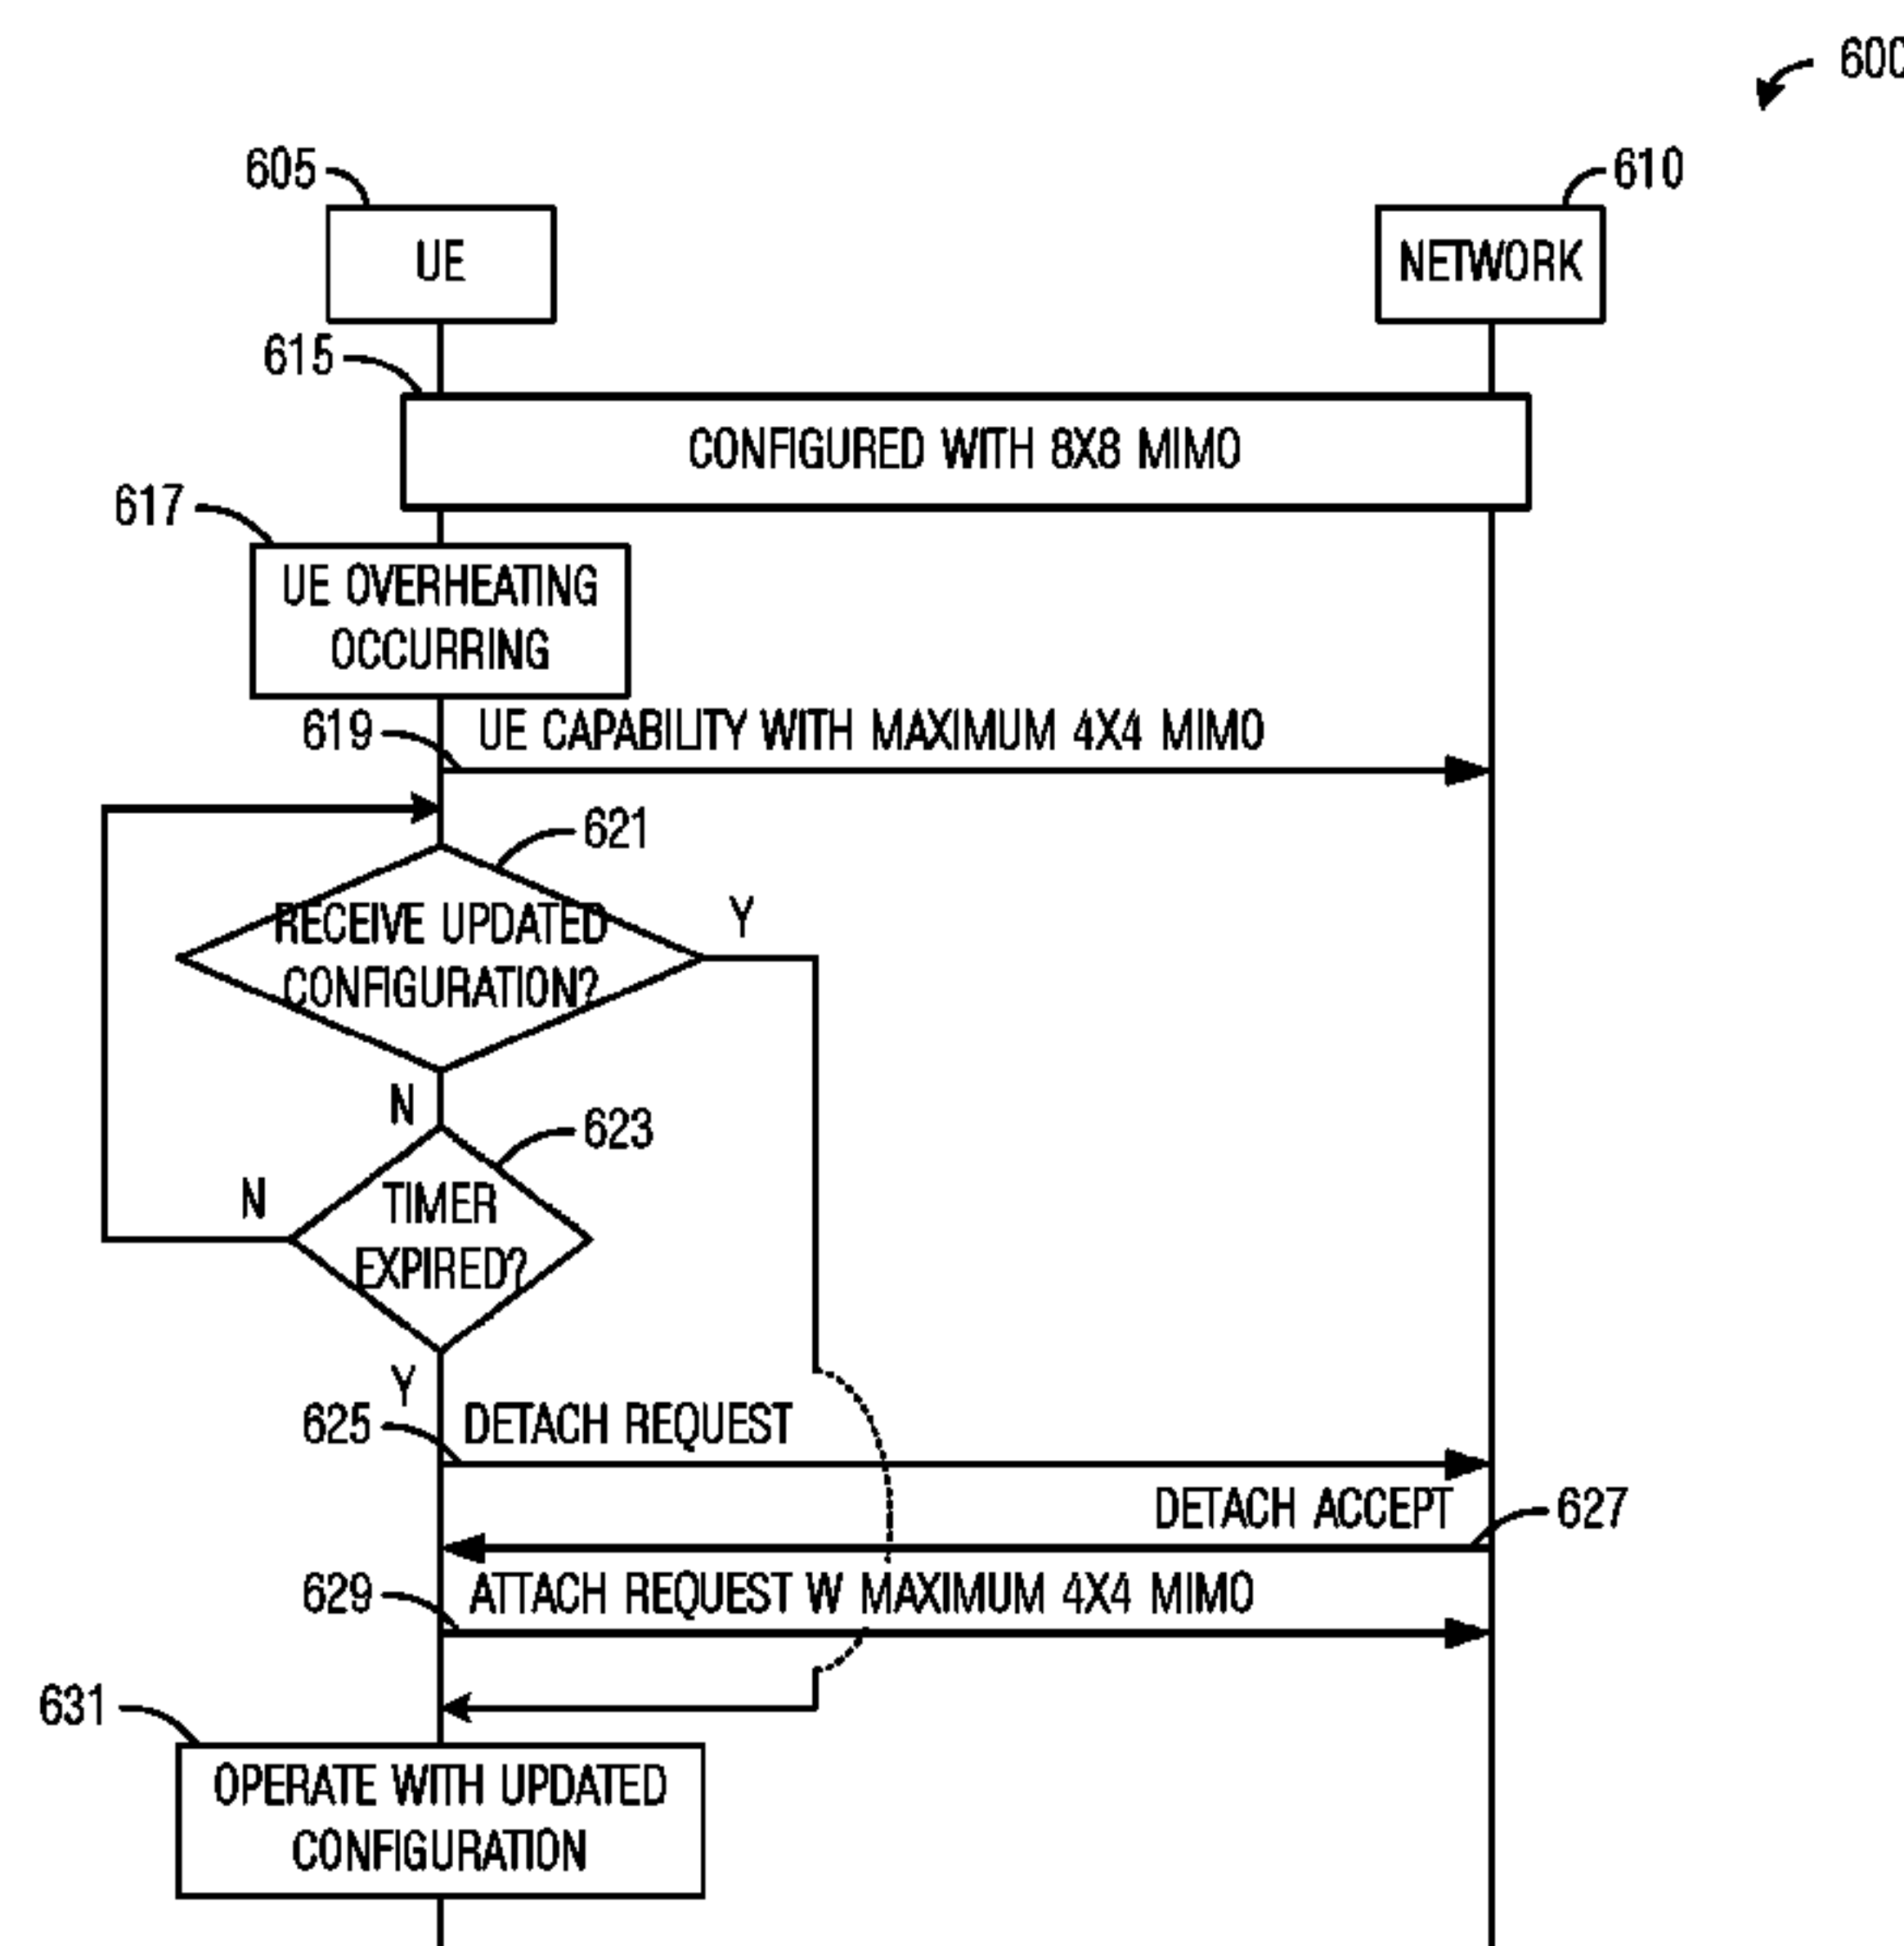 600
605
610
UE
NETWORK
615
CONFIGURED WITH 8X8 MIMO
617
UE OVERHEATING
OCCURRING
619
UE CAPABILITY WITH MAXIMUM 4X4 MIMO
621
RECEIVE UPDATED
CONFIGURATION?
Y
N
623
N
TIMER
EXPIRED?
Y
625
DETACH REQUEST
DETACH ACCEPT
627
629
ATTACH REQUEST W MAXIMUM 4X4 MIMO
631
OPERATE WITH UPDATED
CONFIGURATION